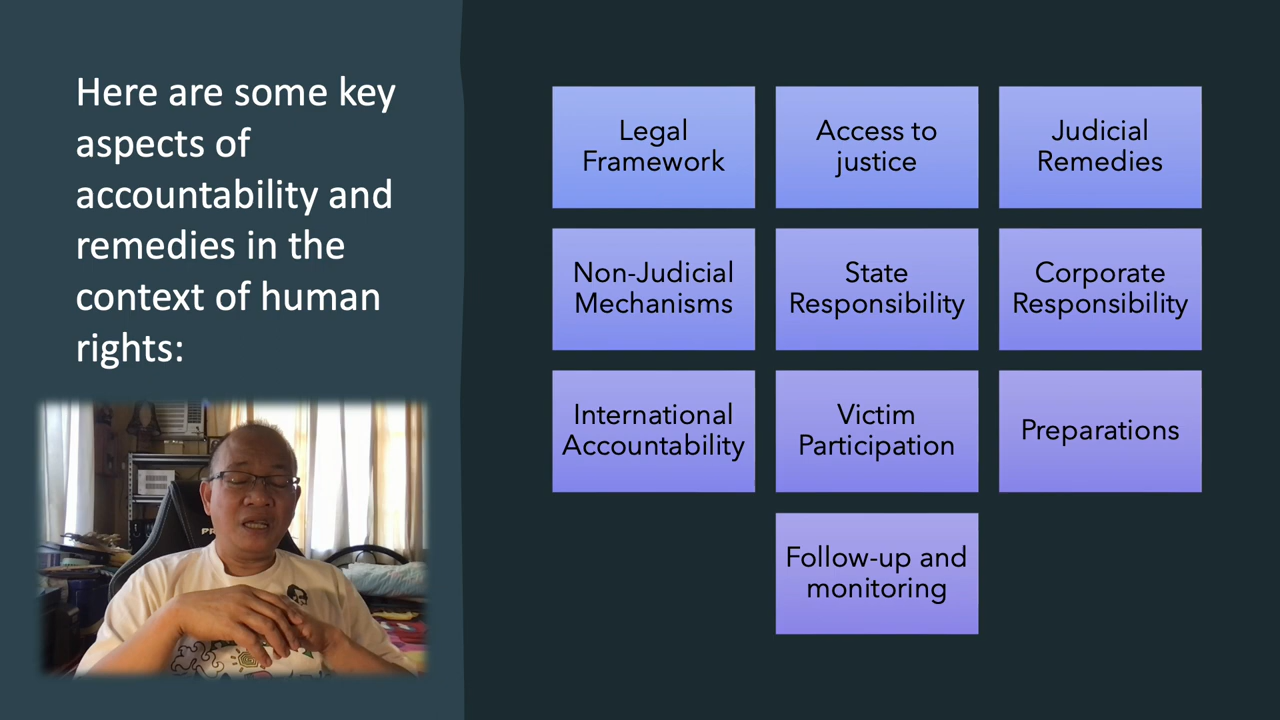 Here are some key
aspects of
accountability and
remedies in the
context of human
rights:
Legal
Framework
Access to
justice
Judicial
Remedies
Non-Judicial
Mechanisms
State
Responsibility
Corporate
Responsibility
International
Accountability
Victim
Participation
Preparations
Follow-up and
monitoring
PR